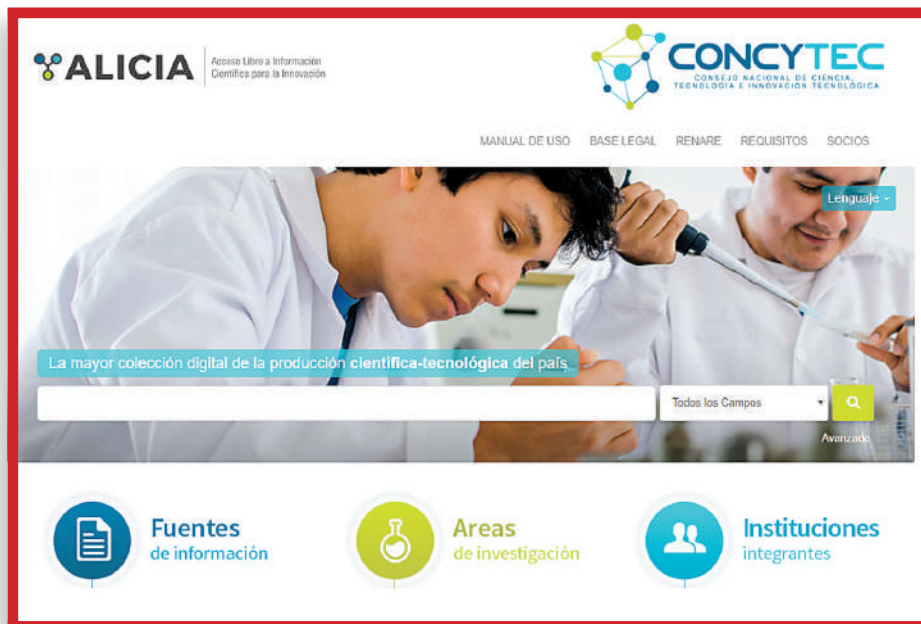 ALICIA
Acceso Libre a Información
Científica para la Innovación
CONCYTEC
CONSEJO NACIONAL DE CIENCIA,
TECNOLOGÍA E INNOVACIÓN TECNOLÓGICA
MANUAL DE USO BASE LEGAL RENARE REQUISITOS SOCIOS
Lenguaje
La mayor colección digital de la producción científica-tecnológica del país
Todos los Campos
Avanzado
Fuentes
de información
Areas
de investigación
Instituciones
integrantes